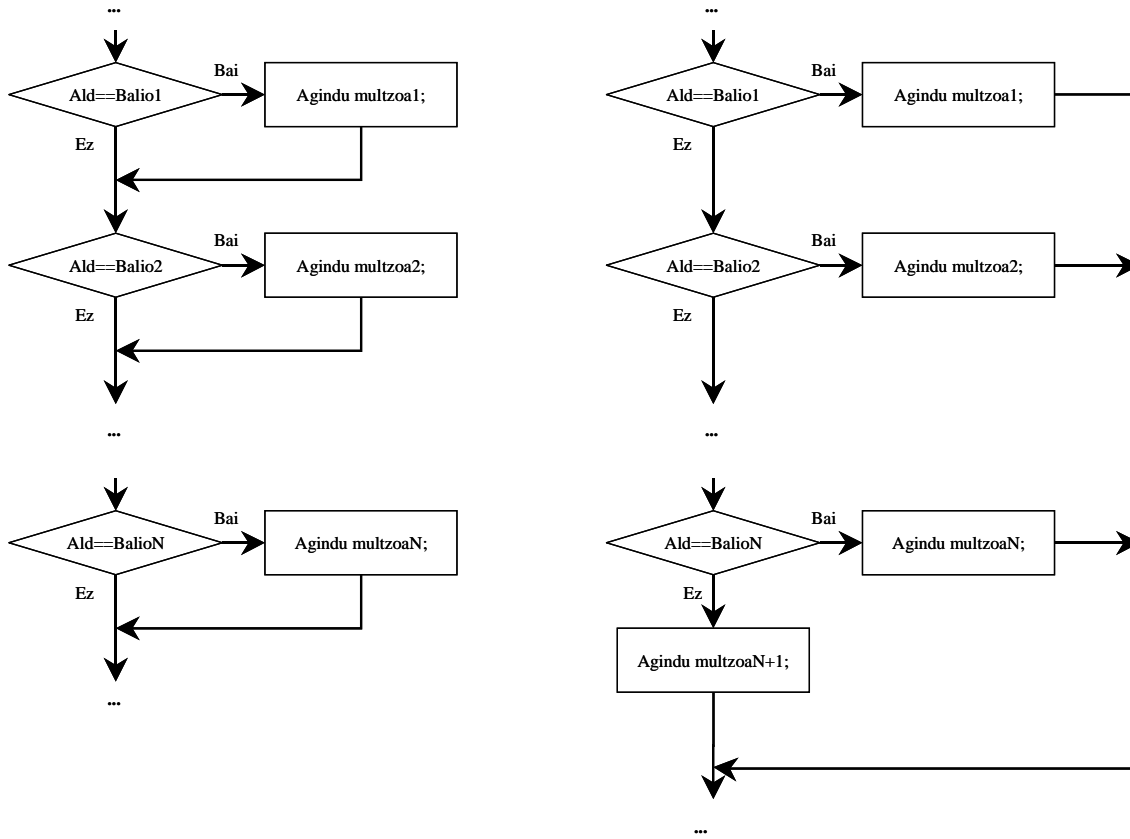 ...
Ald==Balio1
Bai
Agindu multzoa1;
Ez
Ald==Balio2
Bai
Agindu multzoa2;
Ez
...
Ald==BalioN
Bai
Agindu multzoaN;
Ez
...
...
Ald==Balio1
Bai
Agindu multzoa1;
Ez
Ald==Balio2
Bai
Agindu multzoa2;
Ez
...
Ald==BalioN
Bai
Agindu multzoaN;
Ez
Agindu multzoaN+1;
...